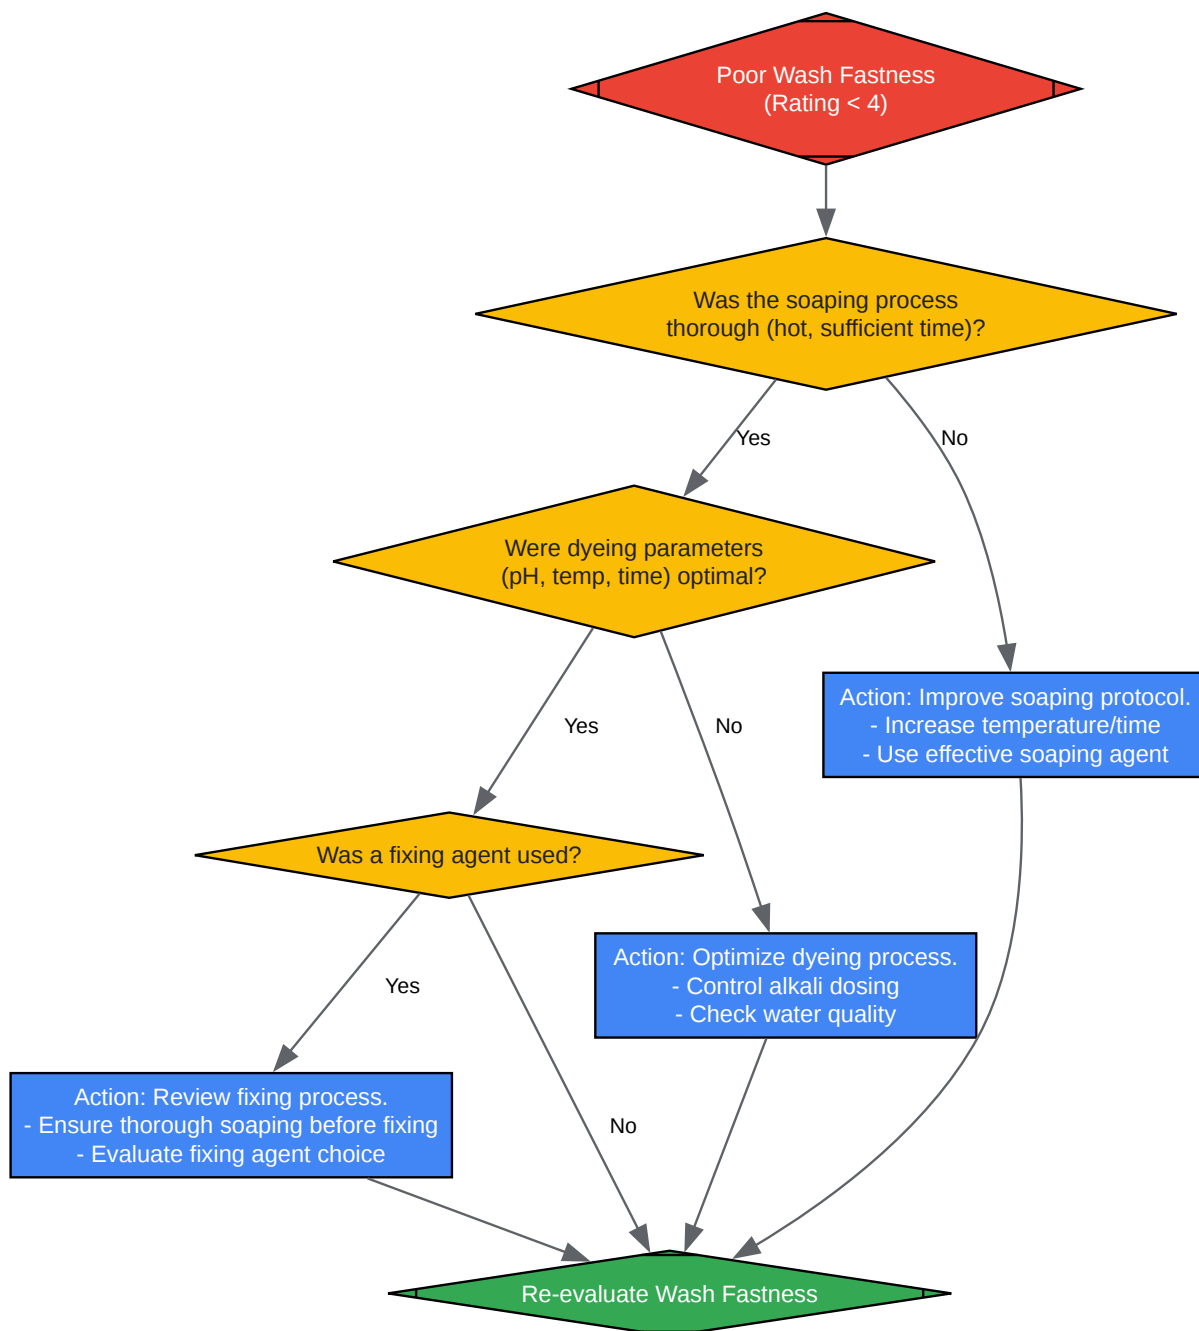 Poor Wash Fastness
(Rating < 4)
Was the soaping process
thorough (hot, sufficient time)?
Yes
No
Were dyeing parameters
(pH, temp, time) optimal?
Yes
No
Action: Improve soaping protocol.
- Increase temperature/time
- Use effective soaping agent
Was a fixing agent used?
Yes
No
Action: Optimize dyeing process.
- Control alkali dosing
- Check water quality
Action: Review fixing process.
- Ensure thorough soaping before fixing
- Evaluate fixing agent choice
Re-evaluate Wash Fastness